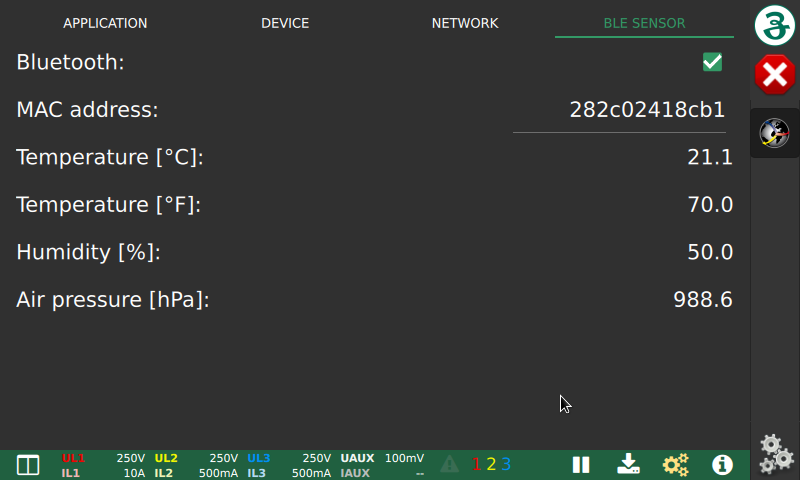 APPLICATION DEVICE NETWORK BLE SENSOR
Bluetooth:
MAC address: 282c02418cb1
Temperature [°C]: 21.1
Temperature [°F]: 70.0
Humidity [%]: 50.0
Air pressure [hPa]: 988.6
UL1 250V UL2 250V UL3 250V UAUX 100mV
IL1 10A IL2 500mA IL3 500mA IAUX --
1 2 3